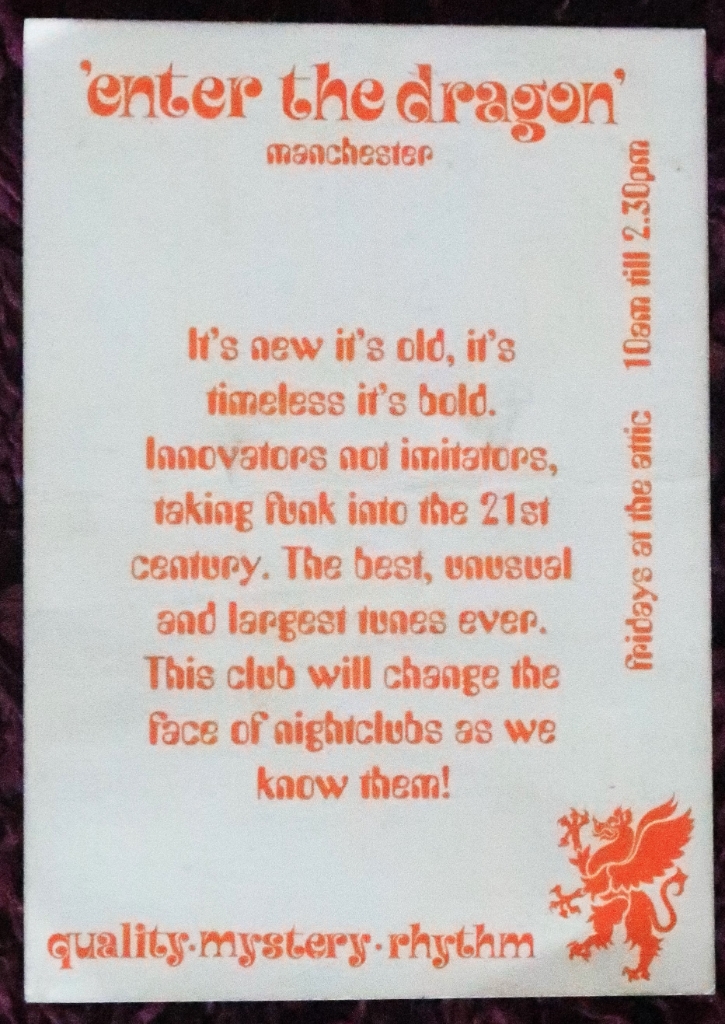 'enter the dragon'
manchester
It's new it's old, it's
timeless it's bold.
Innovators not imitators,
taking funk into the 21st
century. The best, unusual
and largest tunes ever.
This club will change the
face of nightclubs as we
know them!
fridays at the attic 10am till 2.30pm
quality·mystery·rhythm